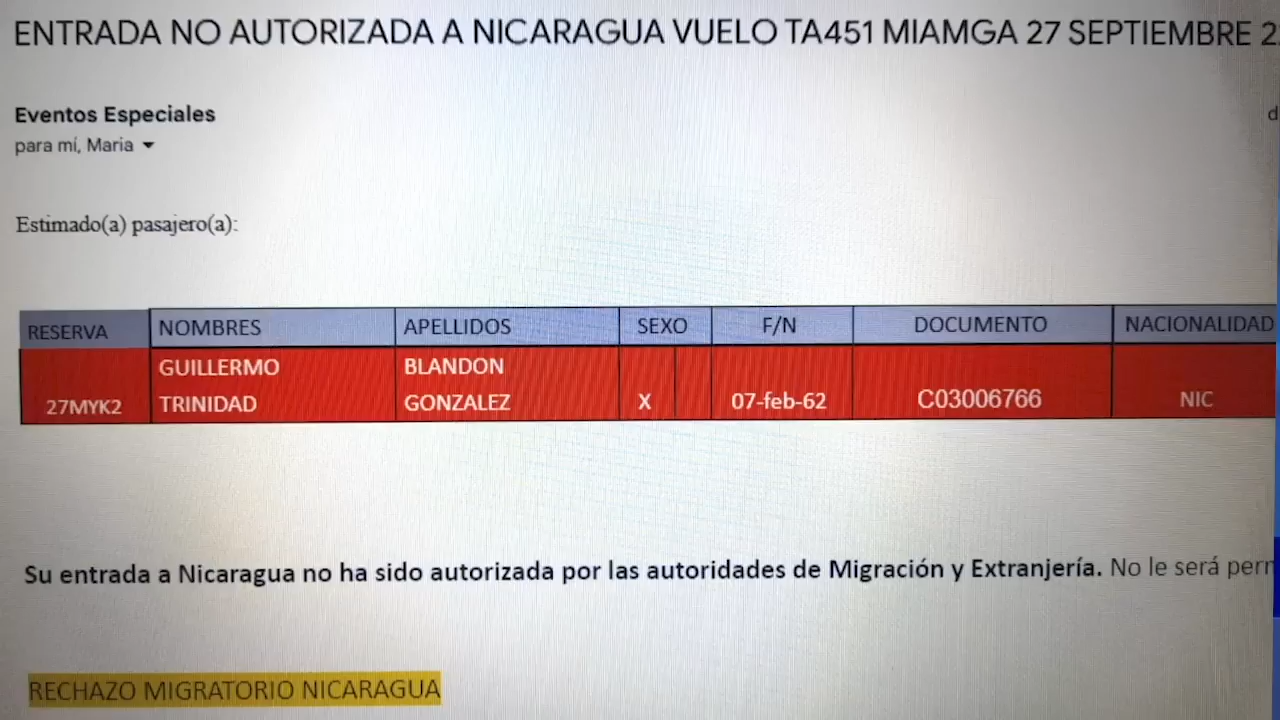 ENTRADA NO AUTORIZADA A NICARAGUA VUELO TA451 MIAMGA 27 SEPTIEMBRE 2
Eventos Especiales
para mí, Maria
Estimado(a) pasajero(a):
RESERVA NOMBRES APELLIDOS SEXO F/N DOCUMENTO NACIONALIDAD
GUILLERMO BLANDON
27MYK2 TRINIDAD GONZALEZ X 07-feb-62 C03006766 NIC
Su entrada a Nicaragua no ha sido autorizada por las autoridades de Migración y Extranjería. No le será
RECHAZO MIGRATORIO NICARAGUA